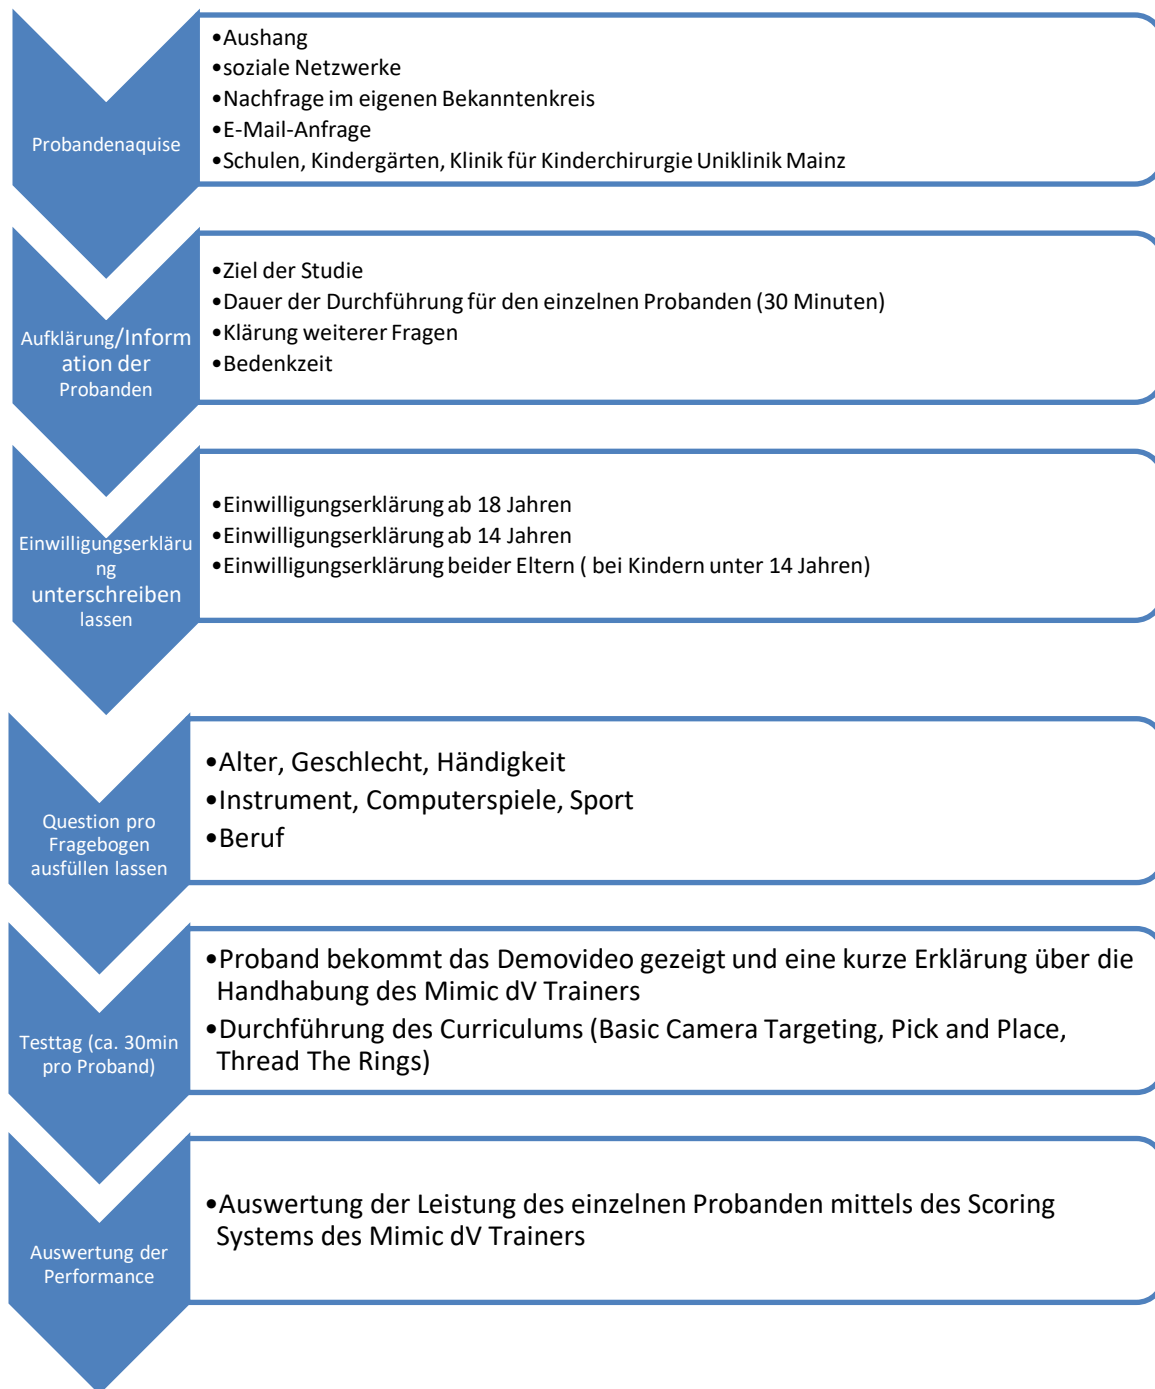 Probandenaquise
•Aushang
•soziale Netzwerke
•Nachfrage im eigenen Bekanntenkreis
•E-Mail-Anfrage
•Schulen, Kindergärten, Klinik für Kinderchirurgie Uniklinik Mainz
Aufklärung/Inform
ation der
Probanden
•Ziel der Studie
•Dauer der Durchführung für den einzelnen Probanden (30 Minuten)
•Klärung weiterer Fragen
•Bedenkzeit
Einwilligungserkläru
ng
unterschreiben
lassen
•Einwilligungserklärung ab 18 Jahren
•Einwilligungserklärung ab 14 Jahren
•Einwilligungserklärung beider Eltern ( bei Kindern unter 14 Jahren)
Question pro
Fragebogen
ausfüllen lassen
•Alter, Geschlecht, Händigkeit
•Instrument, Computerspiele, Sport
•Beruf
Testtag (ca. 30min
pro Proband)
•Proband bekommt das Demovideo gezeigt und eine kurze Erklärung über die
Handhabung des Mimic dV Trainers
•Durchführung des Curriculums (Basic Camera Targeting, Pick and Place,
Thread The Rings)
Auswertung der
Performance
•Auswertung der Leistung des einzelnen Probanden mittels des Scoring
Systems des Mimic dV Trainers